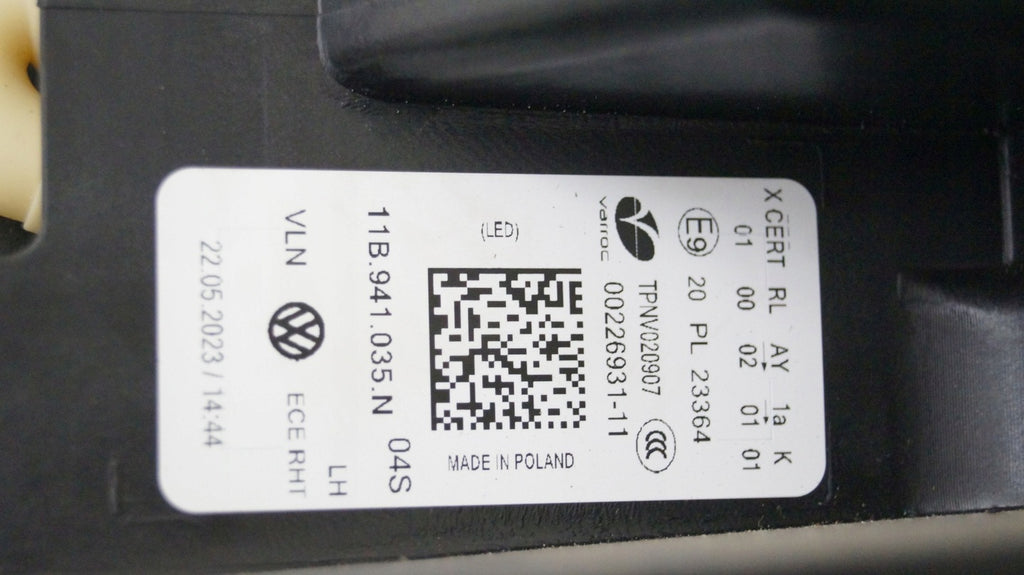 X CERT RL AY 1a K
01 00 02 01 01
E9 20 PL 23364
varroc
TPNV020907
00226931-11
CCC
(LED)
MADE IN POLAND
11B.941.035.N 04S
LH
VLN ECE RHT
22.05.2023 / 14:44